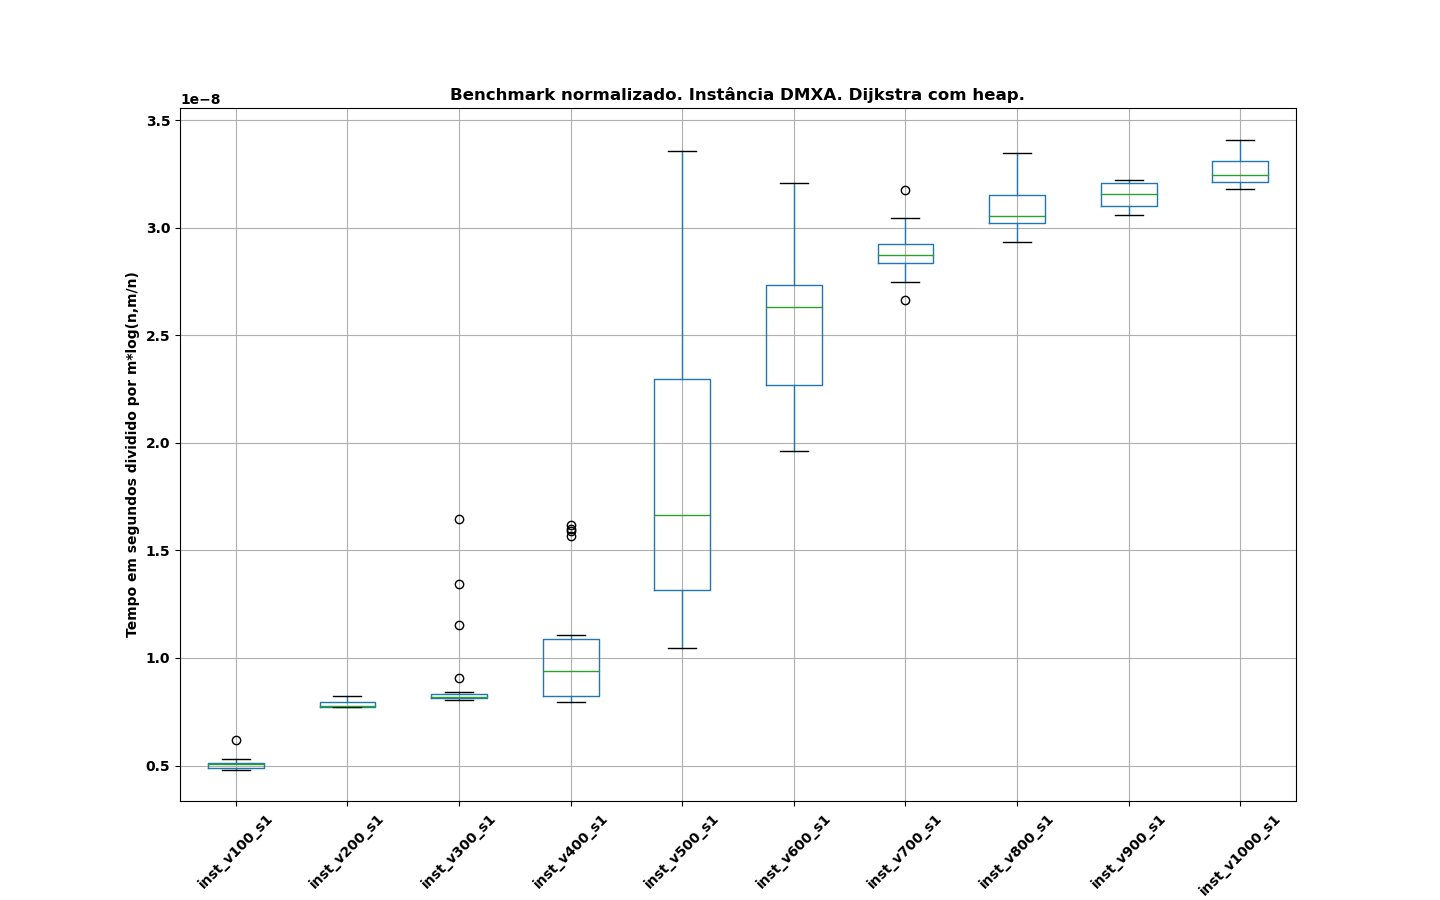 Benchmark normalizado. Instância DMXA. Dijkstra com heap.
1e−8
3.5
3.0
2.5
2.0
1.5
1.0
0.5
Tempo em segundos dividido por m*log(n,m/n)
inst_v100_s1
inst_v200_s1
inst_v300_s1
inst_v400_s1
inst_v500_s1
inst_v600_s1
inst_v700_s1
inst_v800_s1
inst_v900_s1
inst_v1000_s1